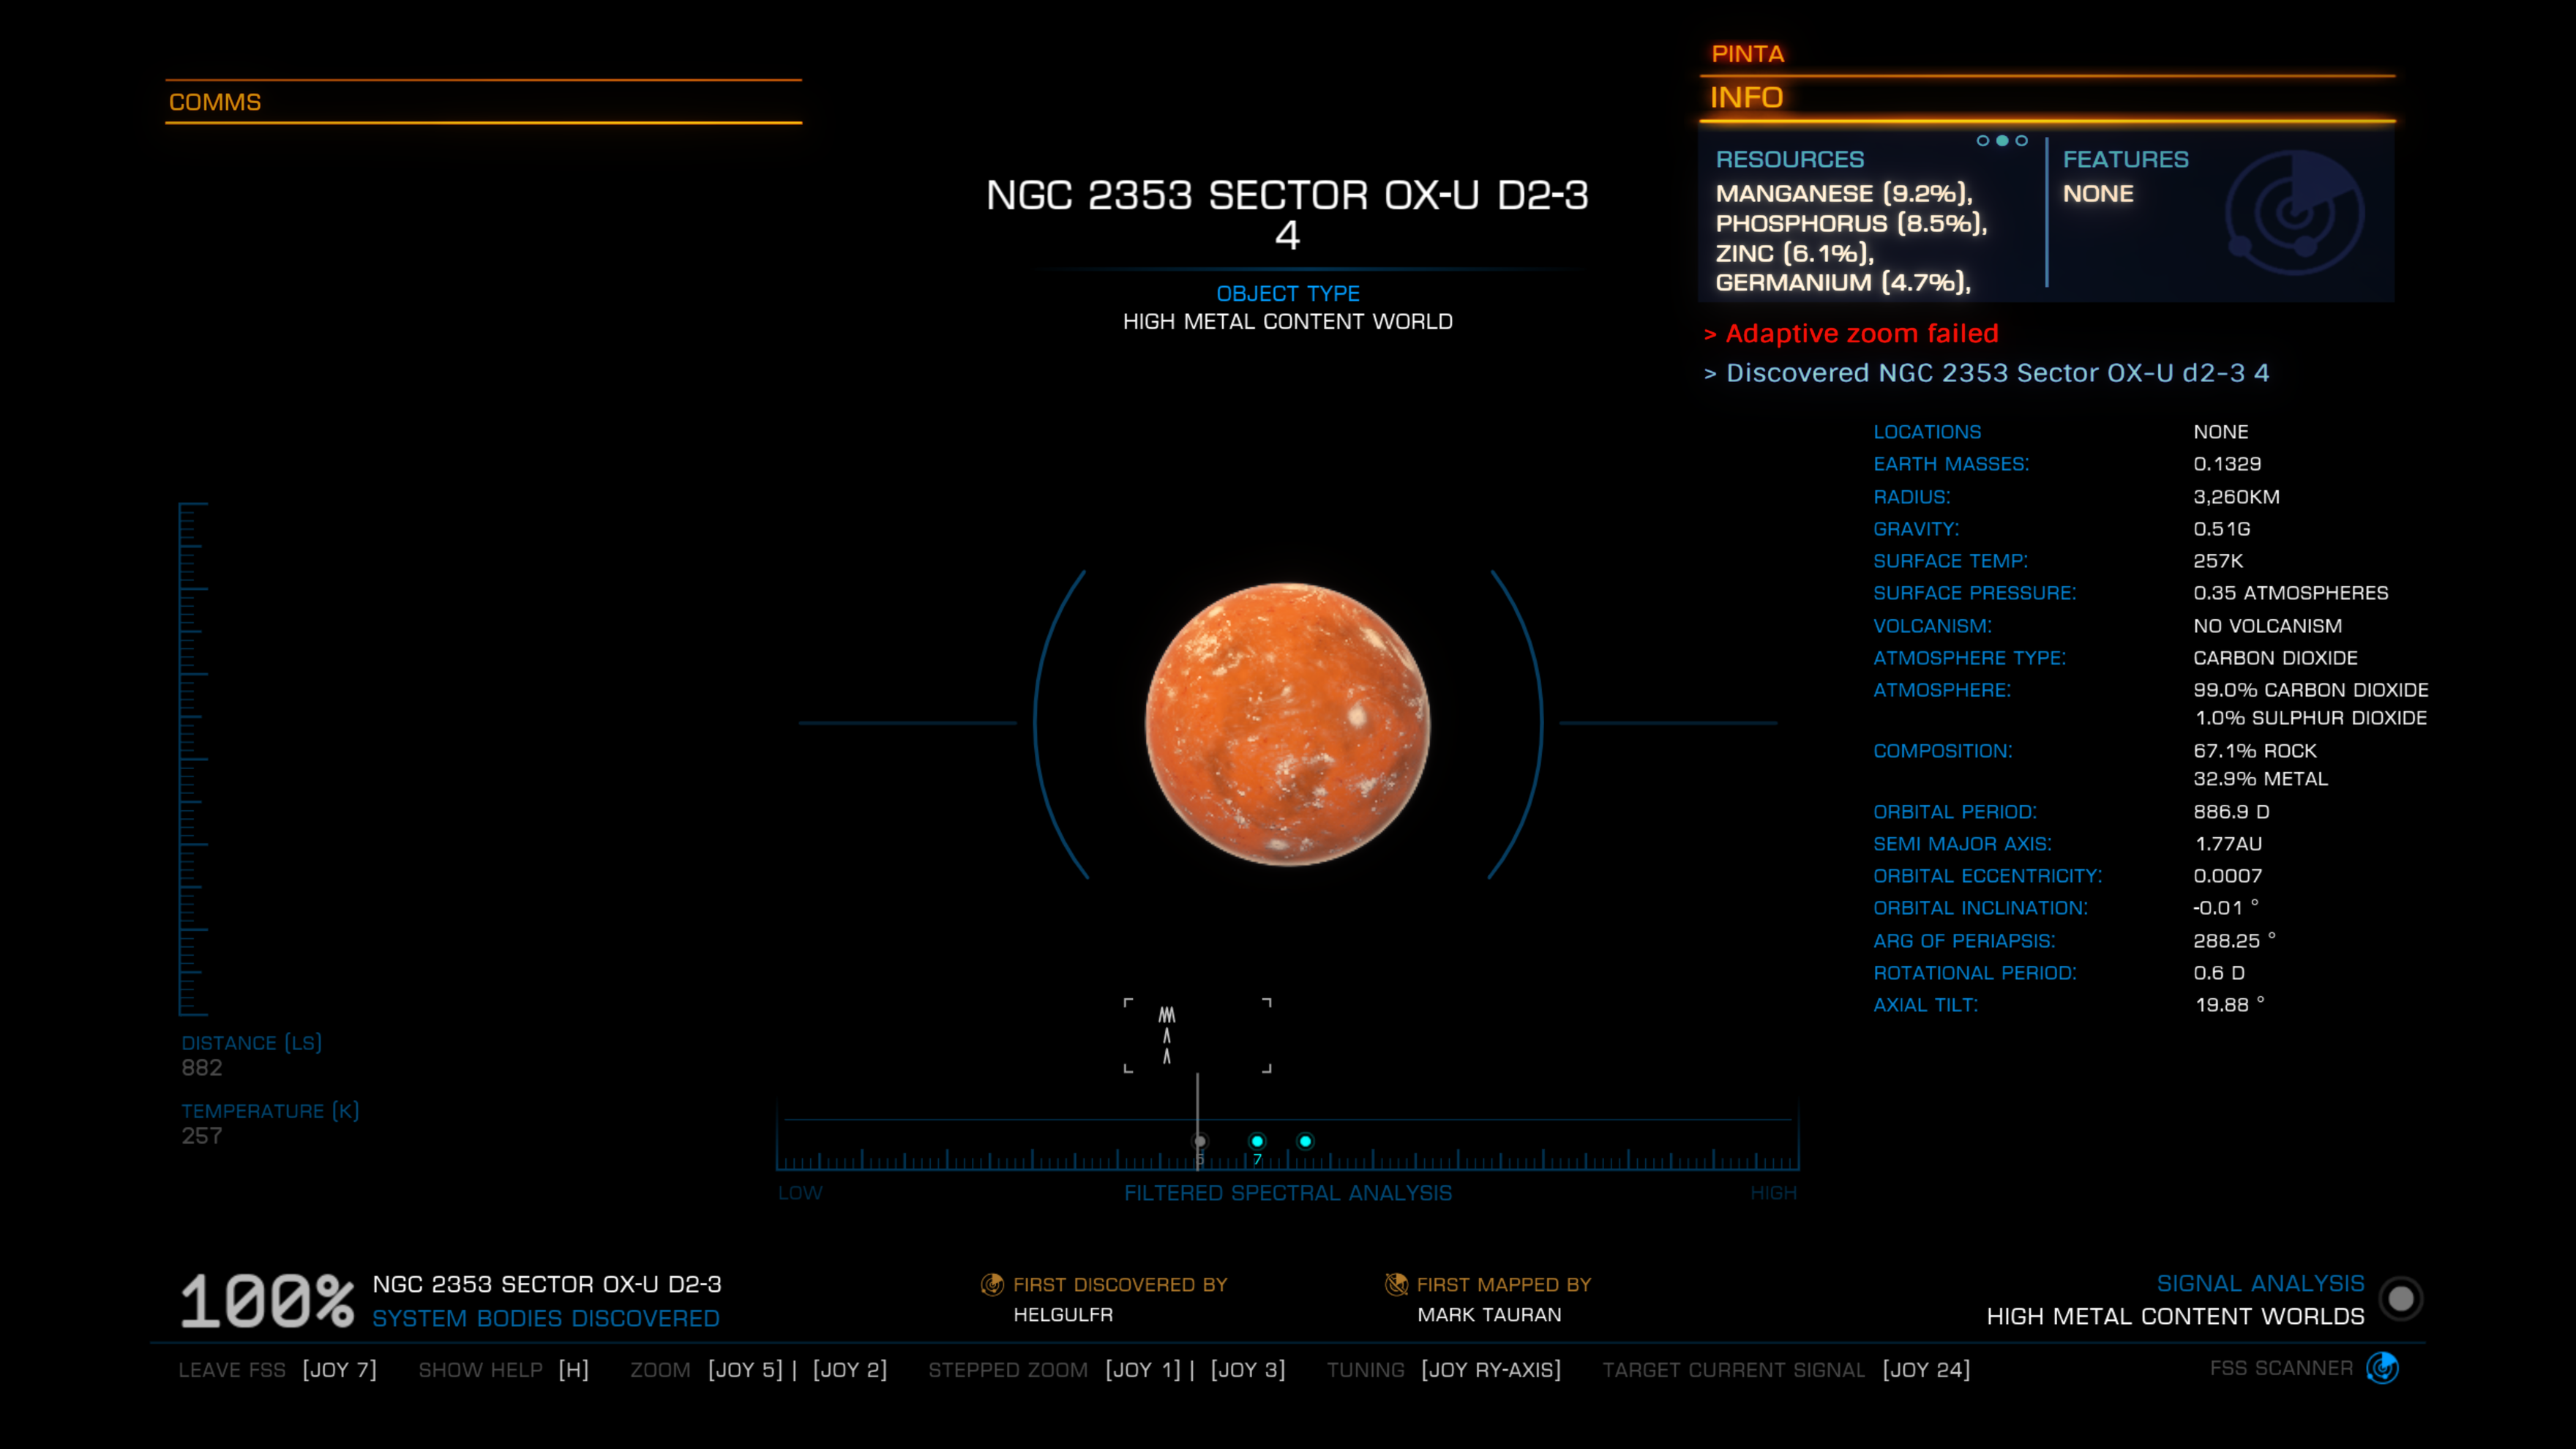 PINTA
COMMS
INFO
RESOURCES
MANGANESE (9.2%),
PHOSPHORUS (8.5%),
ZINC (6.1%),
GERMANIUM (4.7%),
FEATURES
NONE
NGC 2353 SECTOR OX-U D2-3
4
OBJECT TYPE
HIGH METAL CONTENT WORLD
> Adaptive zoom failed
> Discovered NGC 2353 Sector OX-U d2-3 4
LOCATIONS NONE
EARTH MASSES: 0.1329
RADIUS: 3,260KM
GRAVITY: 0.51G
SURFACE TEMP: 257K
SURFACE PRESSURE: 0.35 ATMOSPHERES
VOLCANISM: NO VOLCANISM
ATMOSPHERE TYPE: CARBON DIOXIDE
ATMOSPHERE: 99.0% CARBON DIOXIDE
1.0% SULPHUR DIOXIDE
COMPOSITION: 67.1% ROCK
32.9% METAL
ORBITAL PERIOD: 886.9 D
SEMI MAJOR AXIS: 1.77AU
ORBITAL ECCENTRICITY: 0.0007
ORBITAL INCLINATION: -0.01 °
ARG OF PERIAPSIS: 288.25 °
ROTATIONAL PERIOD: 0.6 D
AXIAL TILT: 19.88 °
DISTANCE (LS)
882
TEMPERATURE (K)
257
7
LOW FILTERED SPECTRAL ANALYSIS HIGH
100%
NGC 2353 SECTOR OX-U D2-3
SYSTEM BODIES DISCOVERED
FIRST DISCOVERED BY
HELGULFR
FIRST MAPPED BY
MARK TAURAN
SIGNAL ANALYSIS
HIGH METAL CONTENT WORLDS
LEAVE FSS [JOY 7] SHOW HELP [H] ZOOM [JOY 5] | [JOY 2] STEPPED ZOOM [JOY 1] | [JOY 3] TUNING [JOY RY-AXIS] TARGET CURRENT SIGNAL [JOY 24] FSS SCANNER